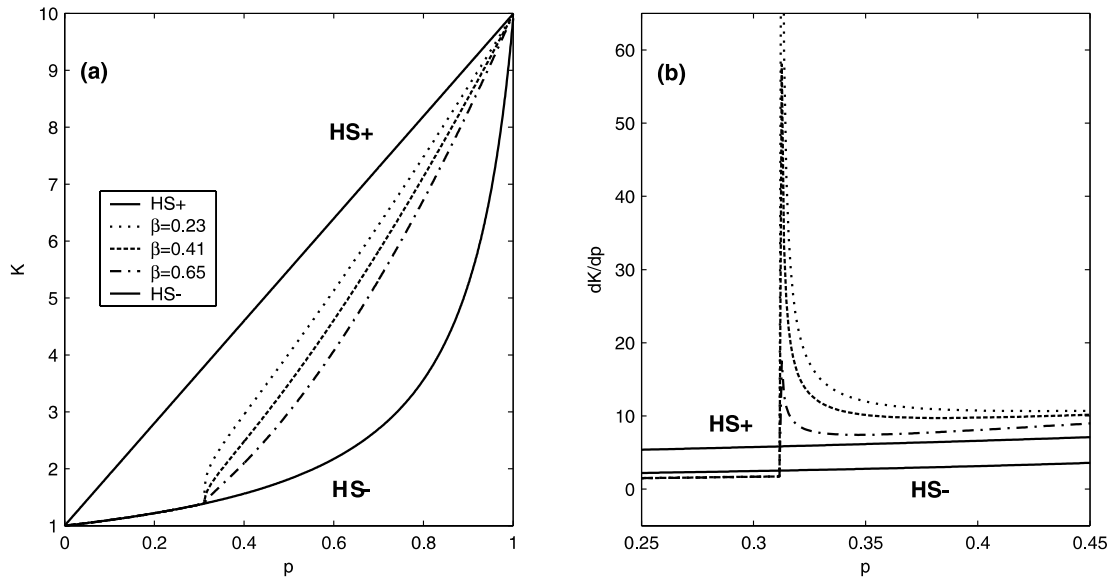 (a)
10
9
8
7
6
5
4
3
2
1
K
HS+
HS+
β=0.23
β=0.41
β=0.65
HS-
HS-
0 0.2 0.4 0.6 0.8 1
p
(b)
60
50
40
30
20
10
0
dK/dp
HS+
HS-
0.25 0.3 0.35 0.4 0.45
p